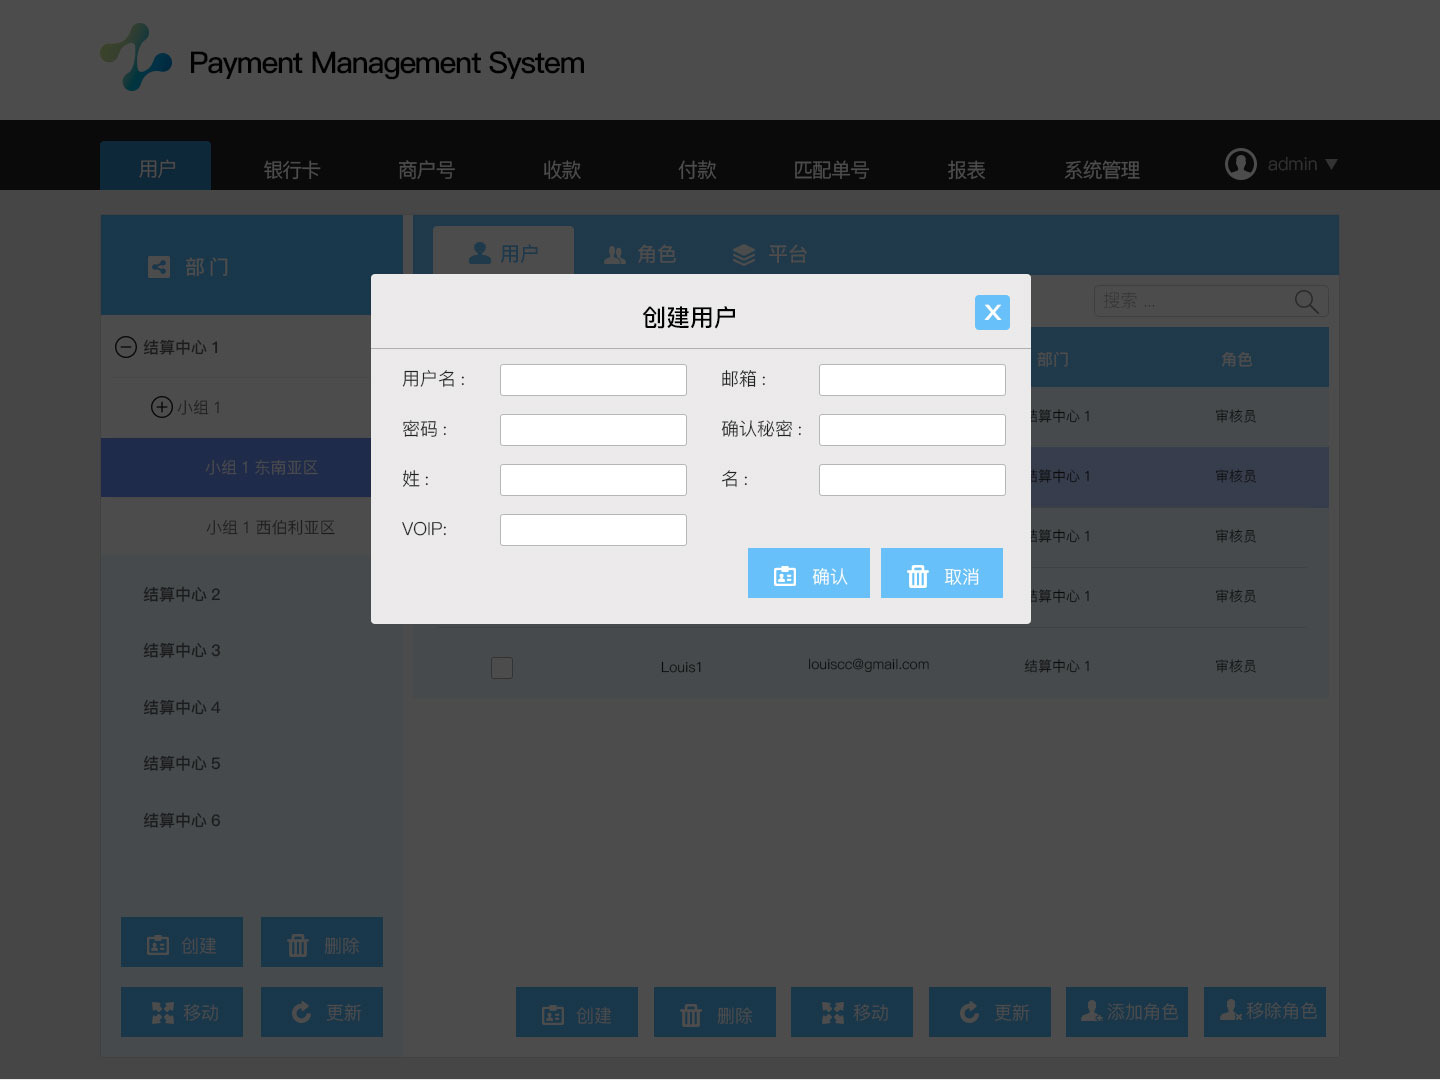 Payment Management System
用户 银行卡 商户号 收款 付款 匹配单号 报表 系统管理 admin
部门
用户 角色 平台
搜索 ...
结算中心 1
小组 1
小组 1 东南亚区
小组 1 西伯利亚区
结算中心 2
结算中心 3
结算中心 4
结算中心 5
结算中心 6
创建 删除
移动 更新
部门 角色
结算中心 1 审核员
结算中心 1 审核员
结算中心 1 审核员
结算中心 1 审核员
Louis1 louiscc@gmail.com 结算中心 1 审核员
创建 删除 移动 更新 添加角色 移除角色
创建用户 X
用户名 : 邮箱 :
密码 : 确认秘密 :
姓 : 名 :
VOIP:
确认 取消